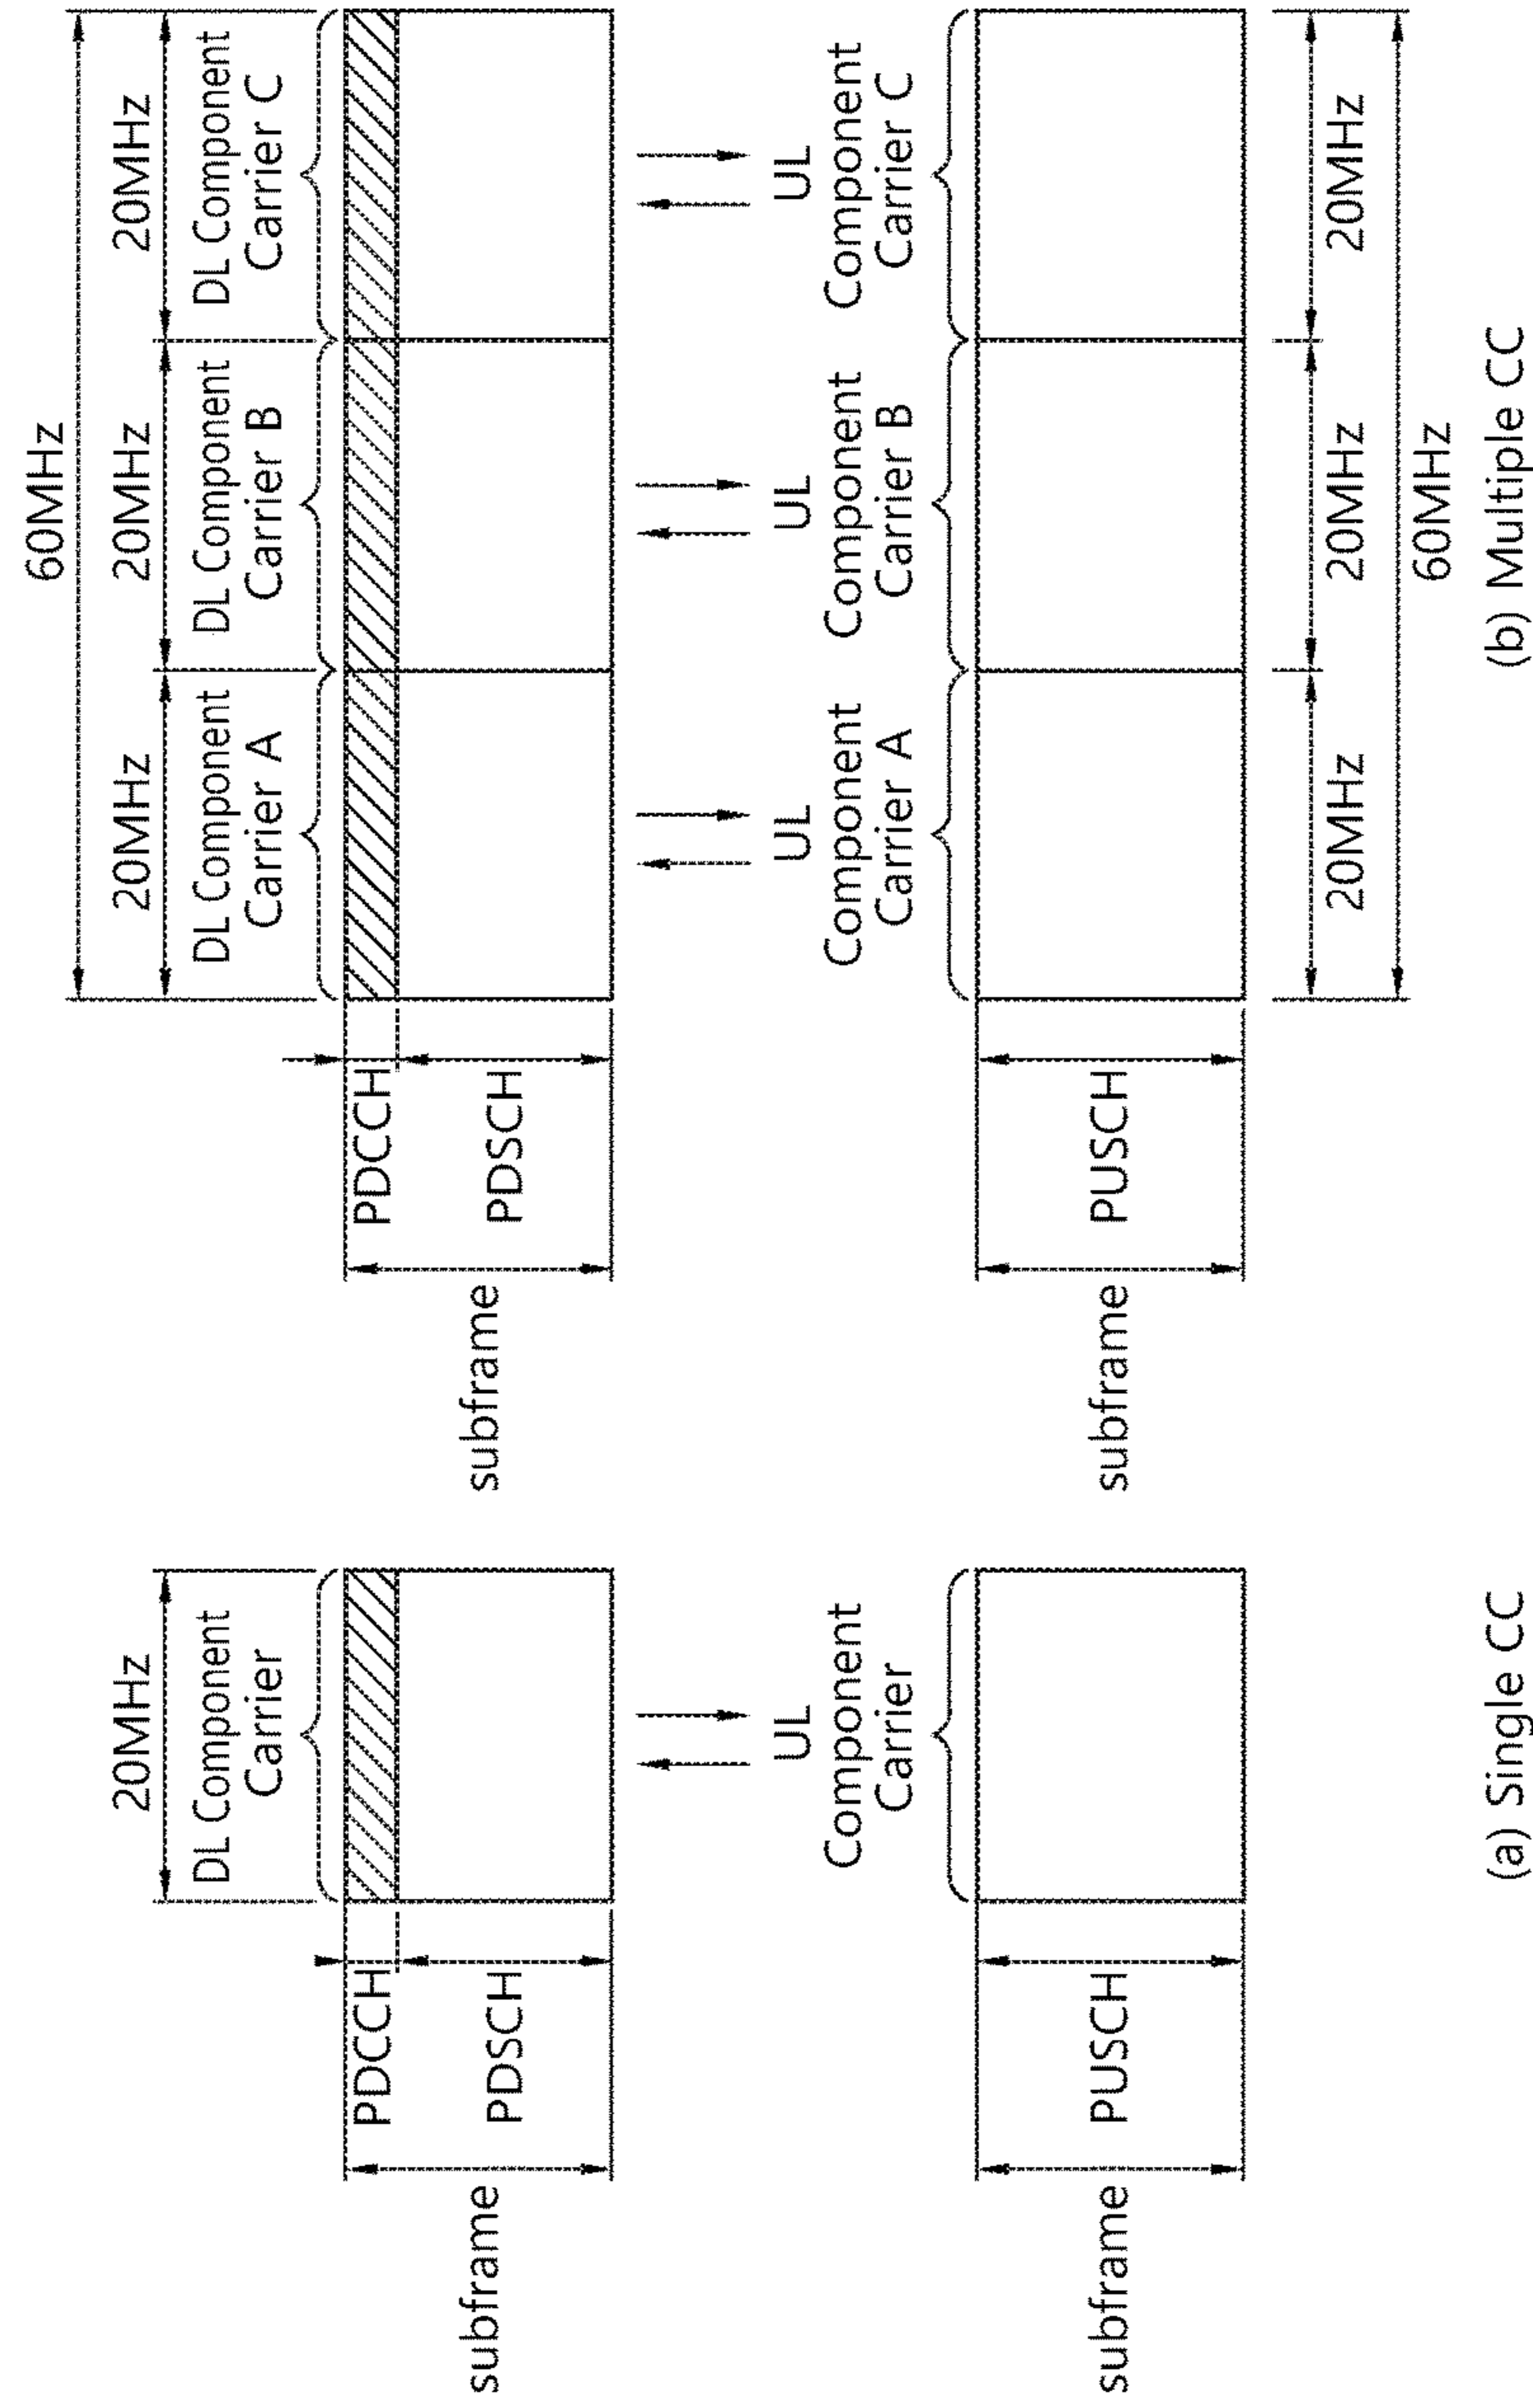 20MHz
DL Component
Carrier
PDCCH
PDSCH
subframe
UL
Component
Carrier
PUSCH
subframe
(a) Single CC
60MHz
20MHz
20MHz
20MHz
DL Component
Carrier A
DL Component
Carrier B
DL Component
Carrier C
PDCCH
PDSCH
subframe
UL
Component
Carrier A
UL
Component
Carrier B
UL
Component
Carrier C
PUSCH
subframe
20MHz
20MHz
20MHz
60MHz
(b) Multiple CC